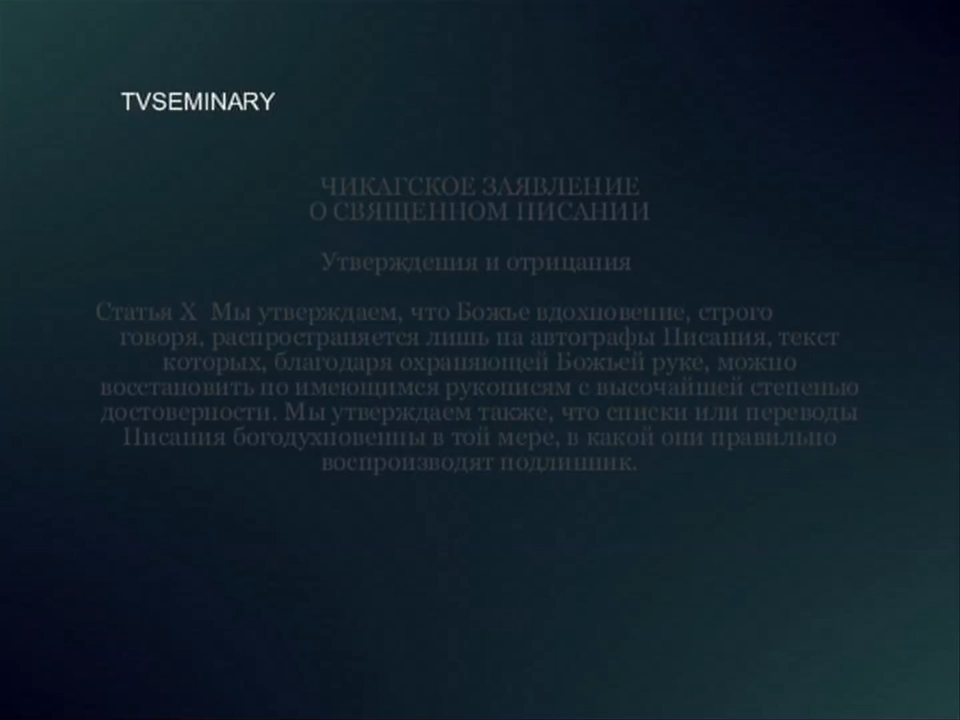 TVSEMINARY
ЧИКАГСКОЕ ЗАЯВЛЕНИЕ
О СВЯЩЕННОМ ПИСАНИИ
Утверждения и отрицания
Статья X Мы утверждаем, что Божье вдохновение, строго
говоря, распространяется лишь на автографы Писания, текст
которых, благодаря охраняющей Божьей руке, можно
восстановить по имеющимся рукописям с высочайшей степенью
достоверности. Мы утверждаем также, что списки или переводы
Писания богодухновенны в той мере, в какой они правильно
воспроизводят подлинник.